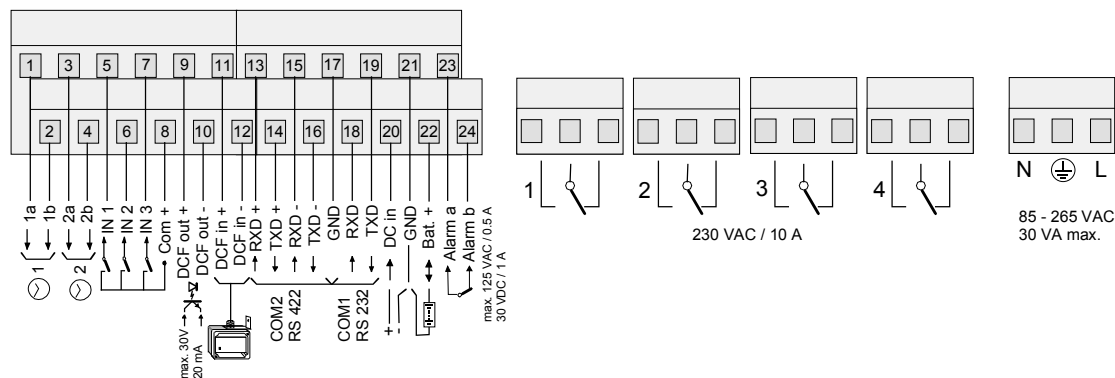 1 3 5 7 9 11 13 15 17 19 21 23
2 4 6 8 10 12 14 16 18 20 22 24
1a
1b
2a
2b
IN 1
IN 2
IN 3
Com +
DCF out +
DCF out -
DCF in +
DCF in -
RXD +
TXD +
RXD -
TXD -
GND
RXD
TXD
DC in
GND
Bat. +
Alarm a
Alarm b
max. 125 VAC / 0.5 A
30 VDC / 1 A
1
2
max. 30V
20 mA
COM2
RS 422
COM1
RS 232
+
-
1 2 3 4
230 VAC / 10 A
N L
85 - 265 VAC
30 VA max.